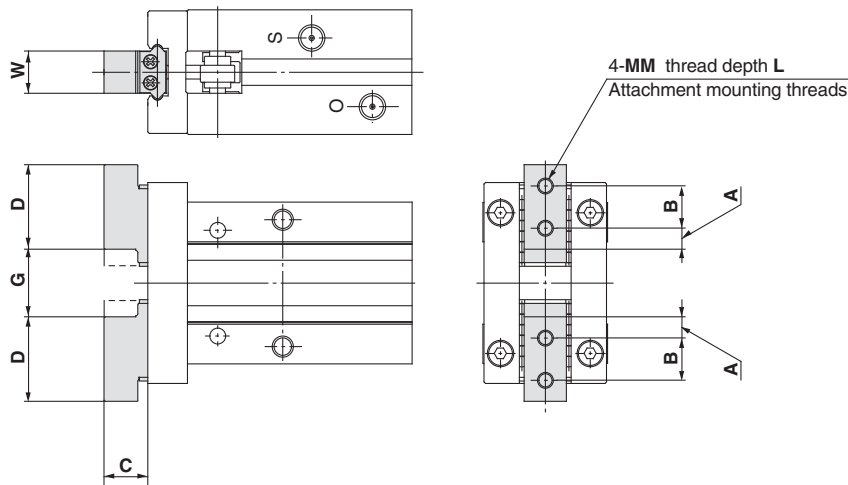 W
S
O
4-MM thread depth L
Attachment mounting threads
D
G
D
C
B
A
B
A